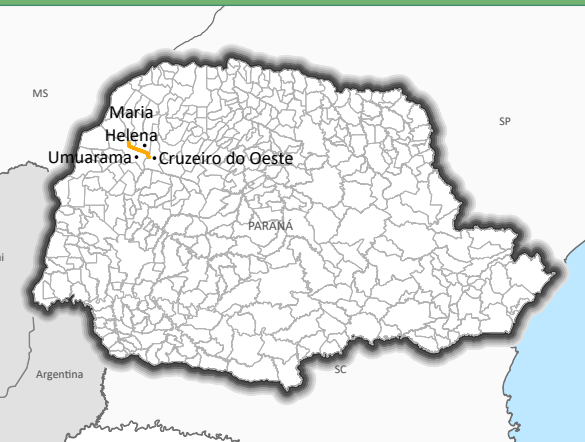 MS
Maria
Helena
SP
Umuarama
Cruzeiro do Oeste
PARANÁ
Argentina
SC